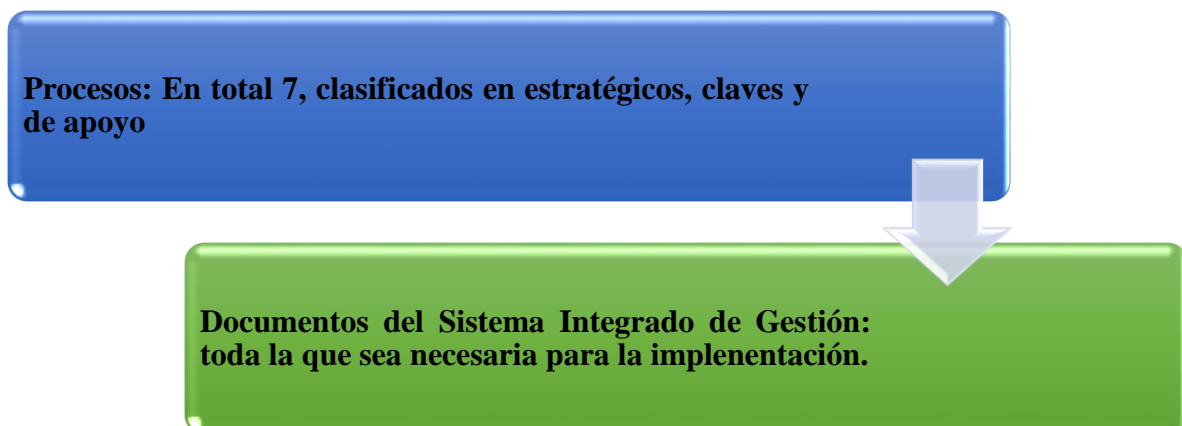 Procesos: En total 7, clasificados en estratégicos, claves y
de apoyo
Documentos del Sistema Integrado de Gestión:
toda la que sea necesaria para la implenentación.